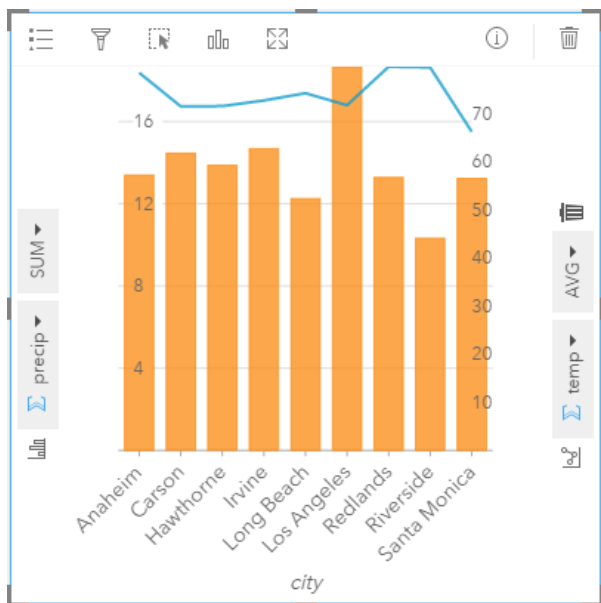 16
12
8
4
70
60
50
40
30
20
10
SUM
precip
AVG
temp
Anaheim
Carson
Hawthorne
Irvine
Long Beach
Los Angeles
Redlands
Riverside
Santa Monica
city